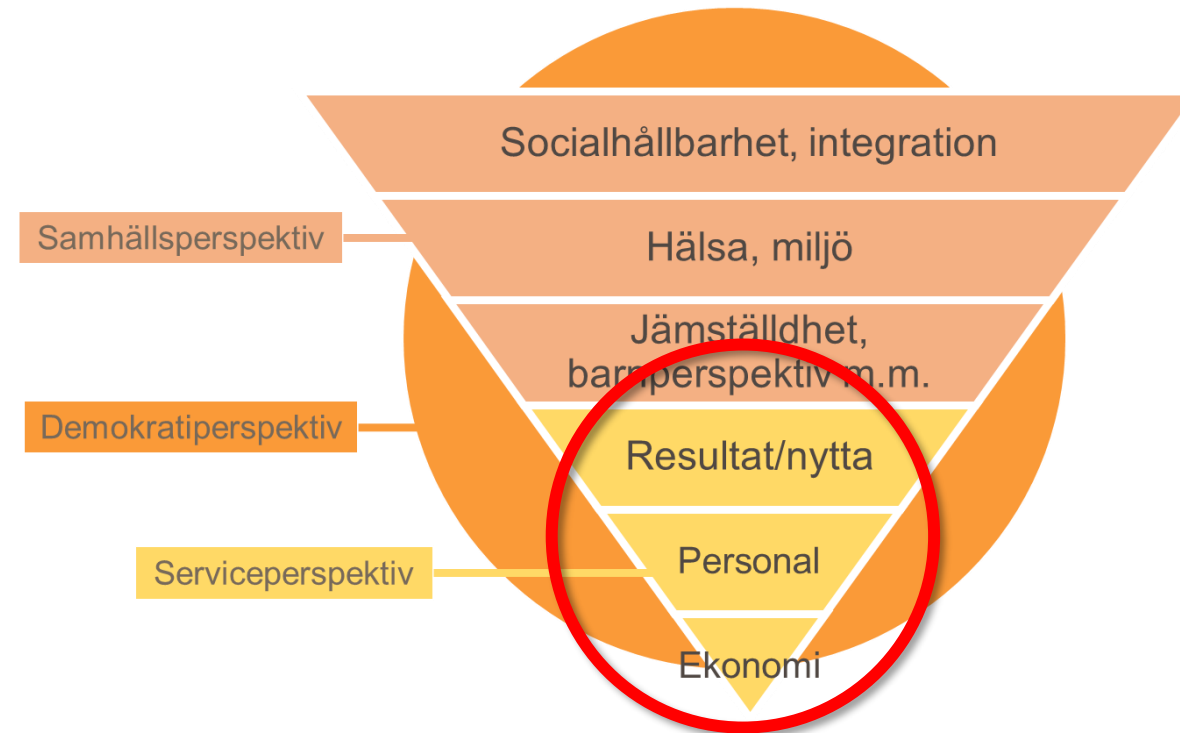 Socialhållbarhet, integration
Samhällsperspektiv
Hälsa, miljö
Jämställdhet,
barnperspektiv m.m.
Demokratiperspektiv
Resultat/nytta
Personal
Serviceperspektiv
Ekonomi